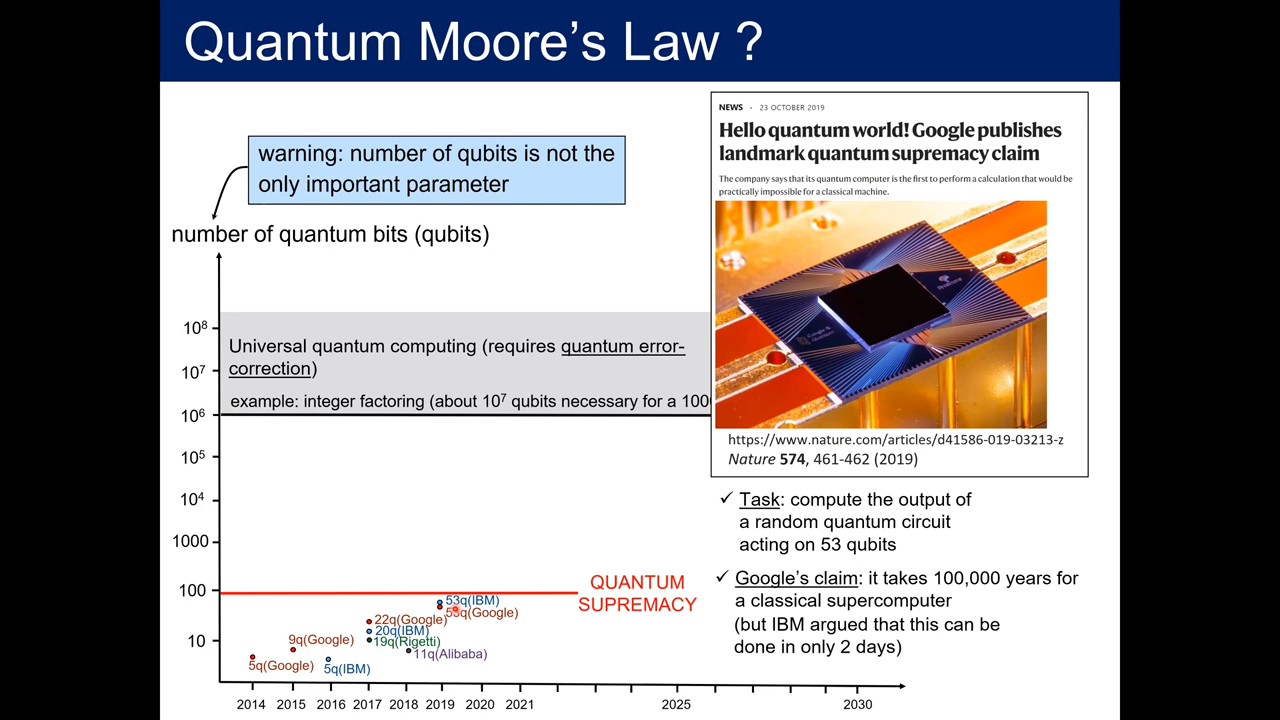 Quantum Moore's Law ?
warning: number of qubits is not the
only important parameter
number of quantum bits (qubits)
10⁸
10⁷
10⁶
10⁵
10⁴
1000
100
10
Universal quantum computing (requires quantum error-
correction)
example: integer factoring (about 10⁷ qubits necessary for a 100
QUANTUM
SUPREMACY
53q(IBM)
53q(Google)
22q(Google)
20q(IBM)
19q(Rigetti)
11q(Alibaba)
9q(Google)
5q(Google)
5q(IBM)
2014 2015 2016 2017 2018 2019 2020 2021 2025 2030
NEWS · 23 OCTOBER 2019
Hello quantum world! Google publishes
landmark quantum supremacy claim
The company says that its quantum computer is the first to perform a calculation that would be
practically impossible for a classical machine.
https://www.nature.com/articles/d41586-019-03213-z
Nature 574, 461-462 (2019)
✓ Task: compute the output of
a random quantum circuit
acting on 53 qubits
✓ Google's claim: it takes 100,000 years for
a classical supercomputer
(but IBM argued that this can be
done in only 2 days)